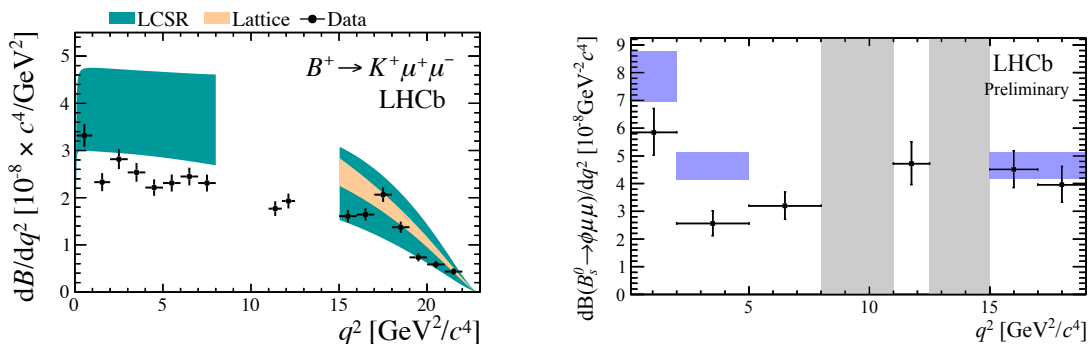 LCSR Lattice Data
dB/dq² [10⁻⁸ × c⁴/GeV²]
5
4
3
2
1
0
B⁺→ K⁺μ⁺μ⁻
LHCb
0 5 10 15 20
q² [GeV²/c⁴]
dB(B_s⁰→ϕμμ)/dq² [10⁻⁸GeV⁻²c⁴]
9
8
7
6
5
4
3
2
1
0
LHCb
Preliminary
5 10 15
q² [GeV²/c⁴]